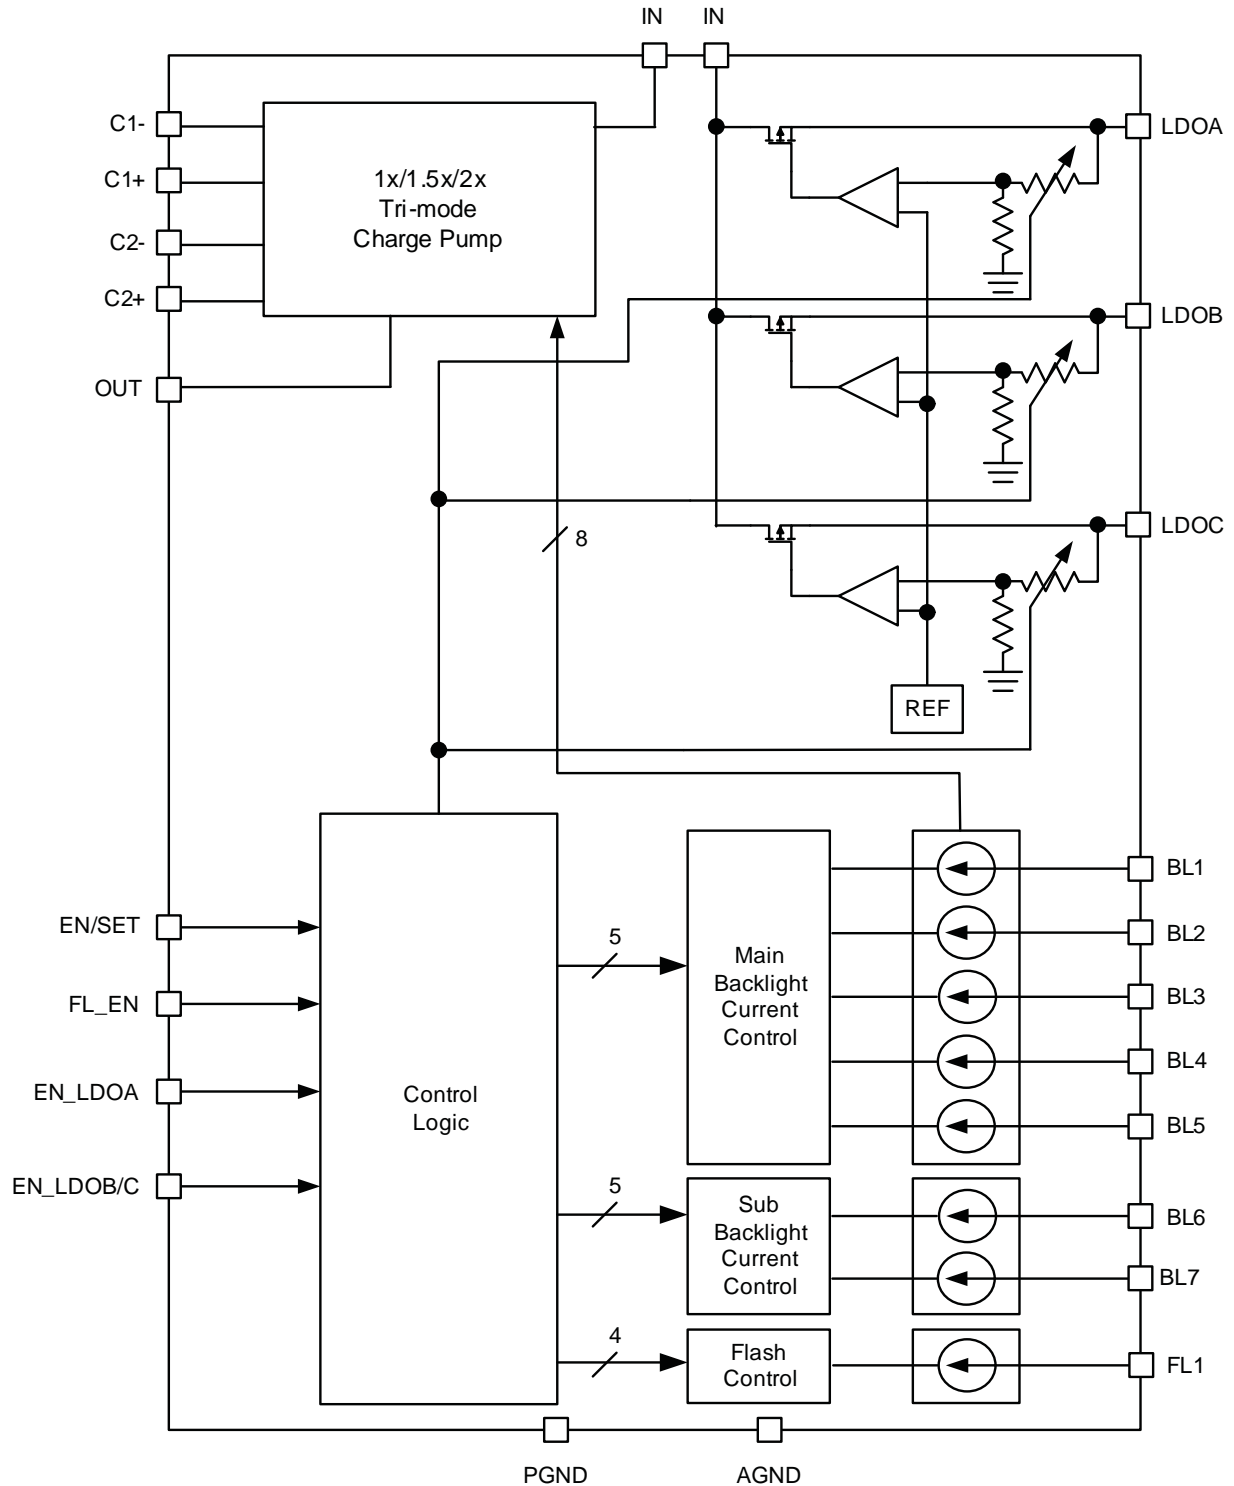 IN
IN
C1-
C1+
C2-
C2+
OUT
1x/1.5x/2x
Tri-mode
Charge Pump
LDOA
LDOB
LDOC
8
REF
EN/SET
FL_EN
EN_LDOA
EN_LDOB/C
Control
Logic
5
5
4
Main
Backlight
Current
Control
Sub
Backlight
Current
Control
Flash
Control
BL1
BL2
BL3
BL4
BL5
BL6
BL7
FL1
PGND
AGND